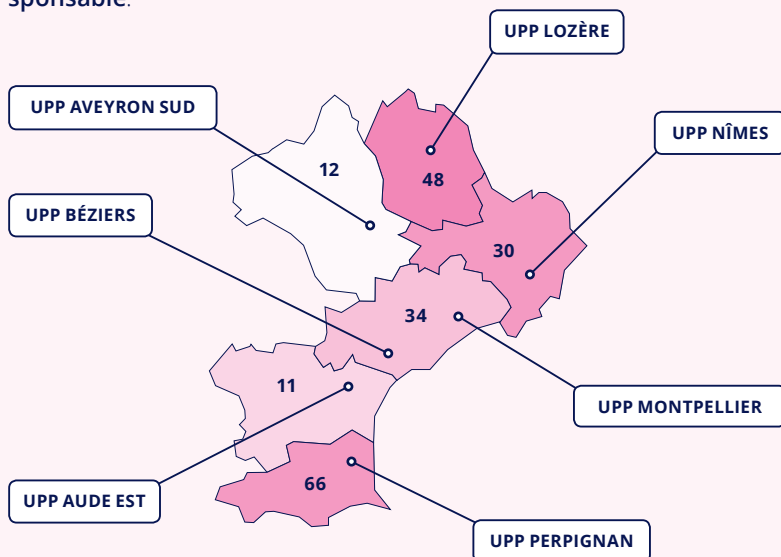 sponsable.
UPP LOZÈRE
UPP AVEYRON SUD
UPP NÎMES
12
48
UPP BÉZIERS
30
34
11
UPP MONTPELLIER
UPP AUDE EST
66
UPP PERPIGNAN